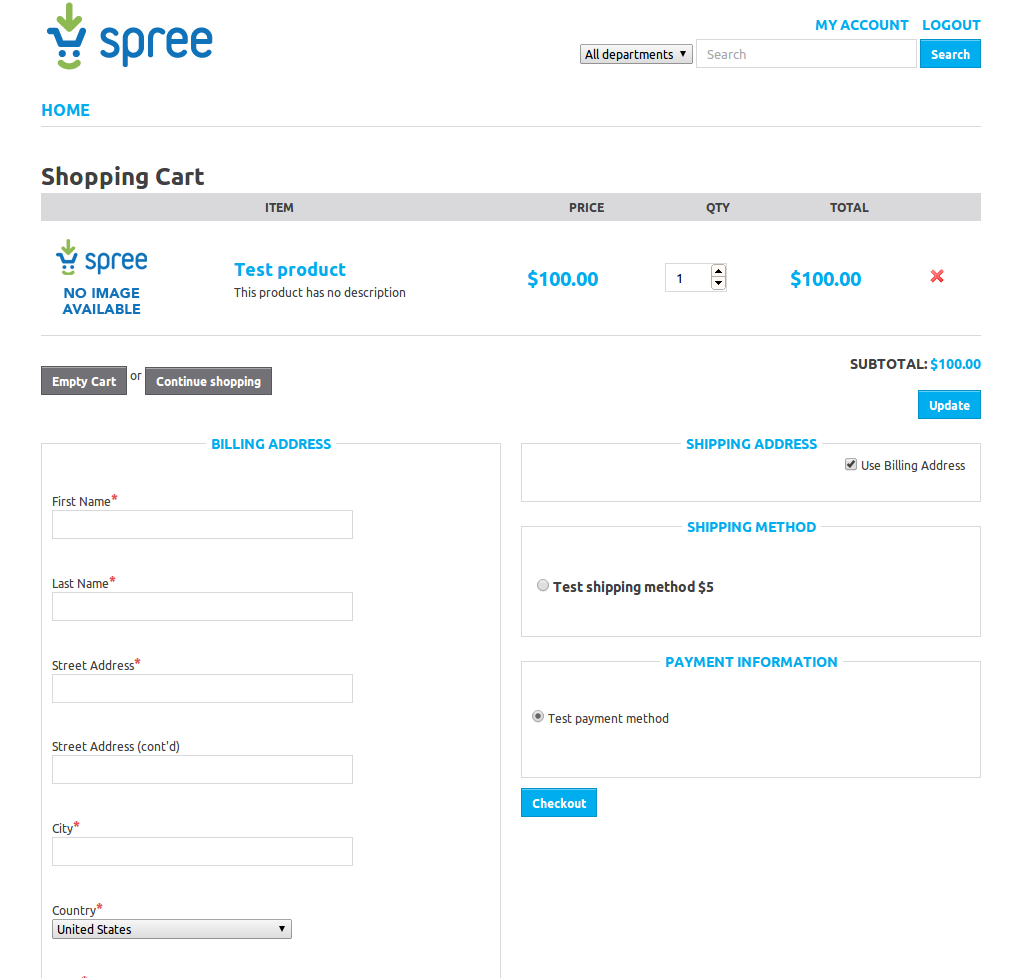 spree
MY ACCOUNT LOGOUT
All departments Search Search
HOME
Shopping Cart
ITEM PRICE QTY TOTAL
spree
NO IMAGE
AVAILABLE
Test product
This product has no description
$100.00 1 $100.00
SUBTOTAL: $100.00
Empty Cart or Continue shopping
Update
BILLING ADDRESS
First Name*
Last Name*
Street Address*
Street Address (cont'd)
City*
Country*
United States
SHIPPING ADDRESS
Use Billing Address
SHIPPING METHOD
Test shipping method $5
PAYMENT INFORMATION
Test payment method
Checkout